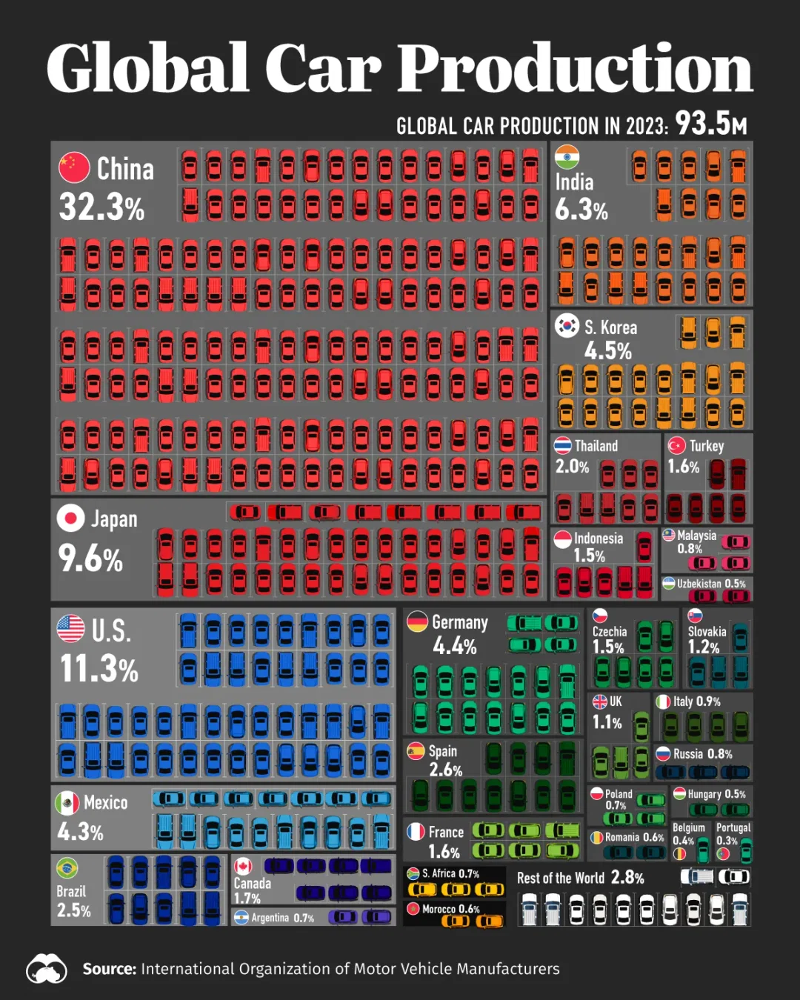 Global Car Production
GLOBAL CAR PRODUCTION IN 2023: 93.5M
China
32.3%
India
6.3%
S. Korea
4.5%
Thailand
2.0%
Turkey
1.6%
Japan
9.6%
Indonesia
1.5%
Malaysia
0.8%
Uzbekistan 0.5%
U.S.
11.3%
Germany
4.4%
Czechia
1.5%
Slovakia
1.2%
UK
1.1%
Italy 0.9%
Spain
2.6%
Russia 0.8%
Mexico
4.3%
Poland
0.7%
Hungary 0.5%
France
1.6%
Romania 0.6%
Belgium
0.4%
Portugal
0.3%
Brazil
2.5%
Canada
1.7%
Argentina 0.7%
S. Africa 0.7%
Morocco 0.6%
Rest of the World 2.8%
Source: International Organization of Motor Vehicle Manufacturers